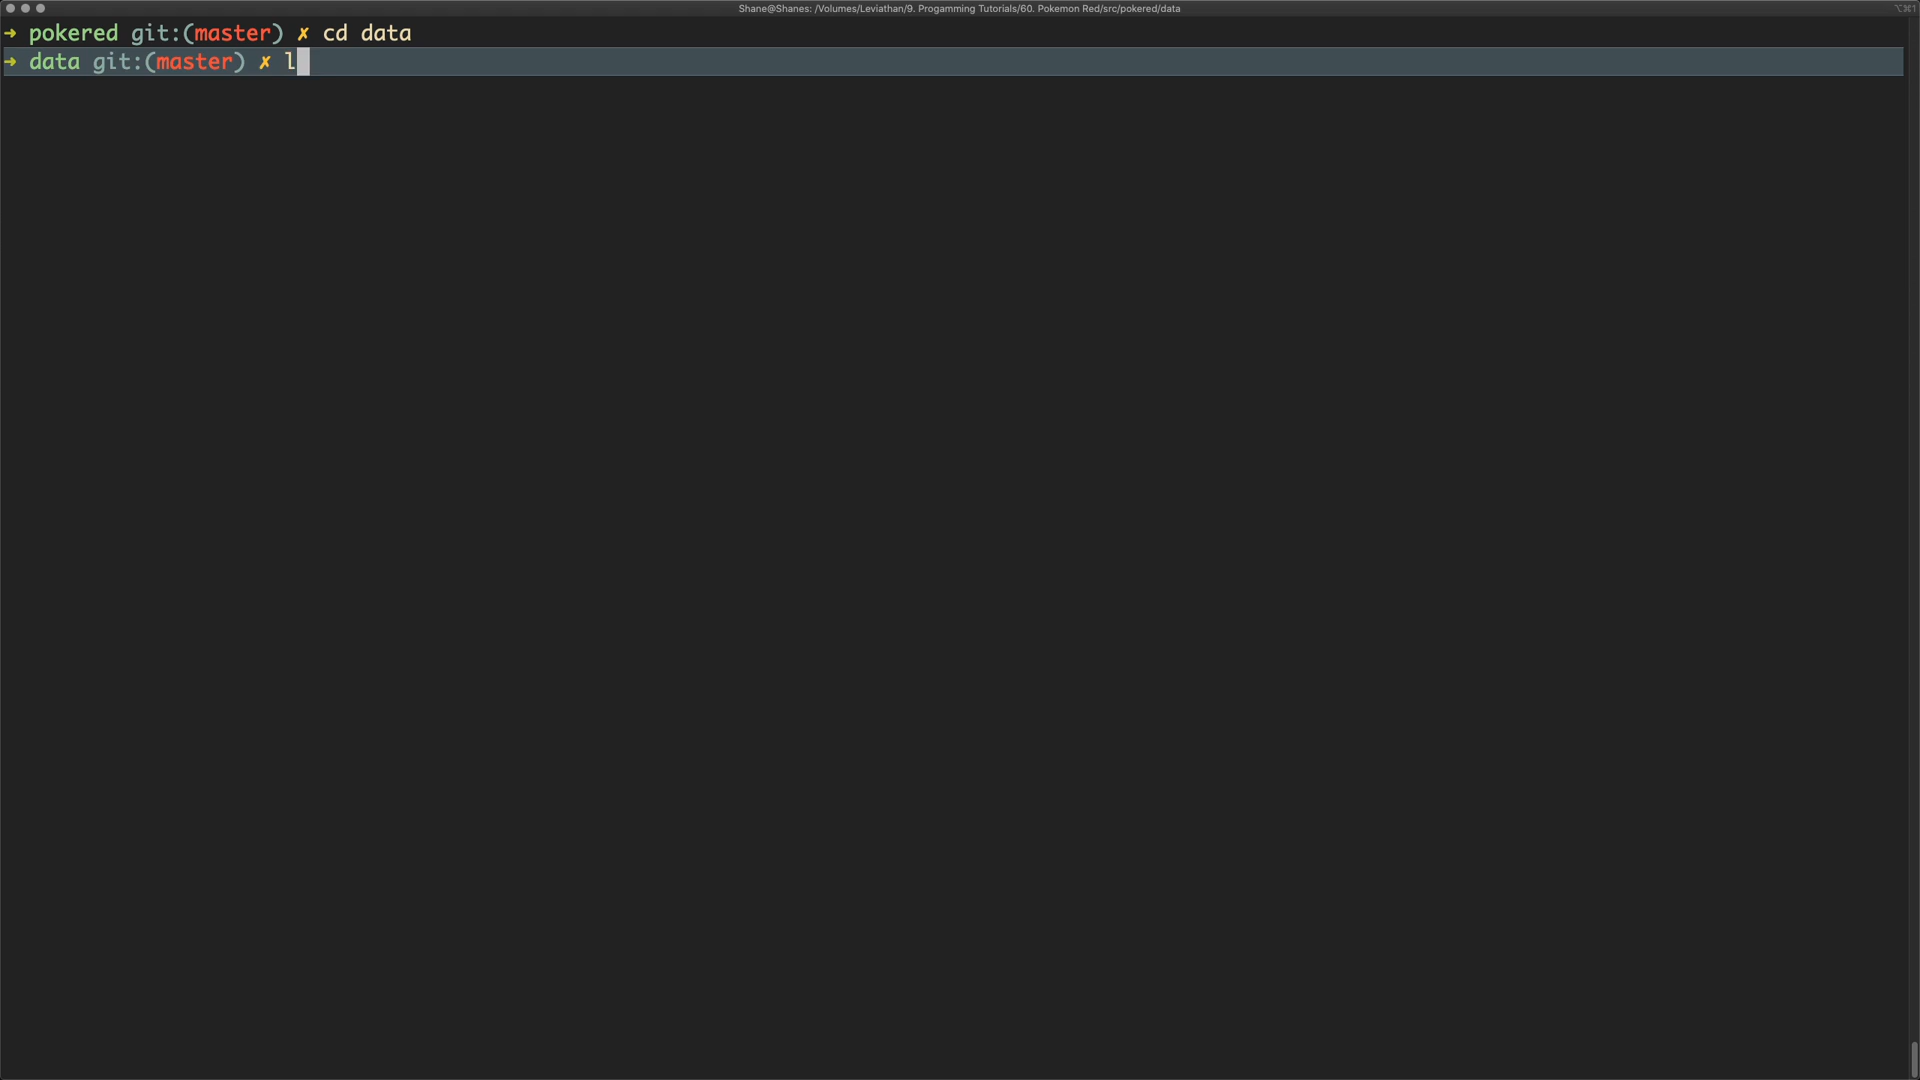 Shane@Shanes: /Volumes/Leviathan/9. Progamming Tutorials/60. Pokemon Red/src/pokered/data
⌥⌘1
➜ pokered git:(master) ✗ cd data
➜ data git:(master) ✗ l